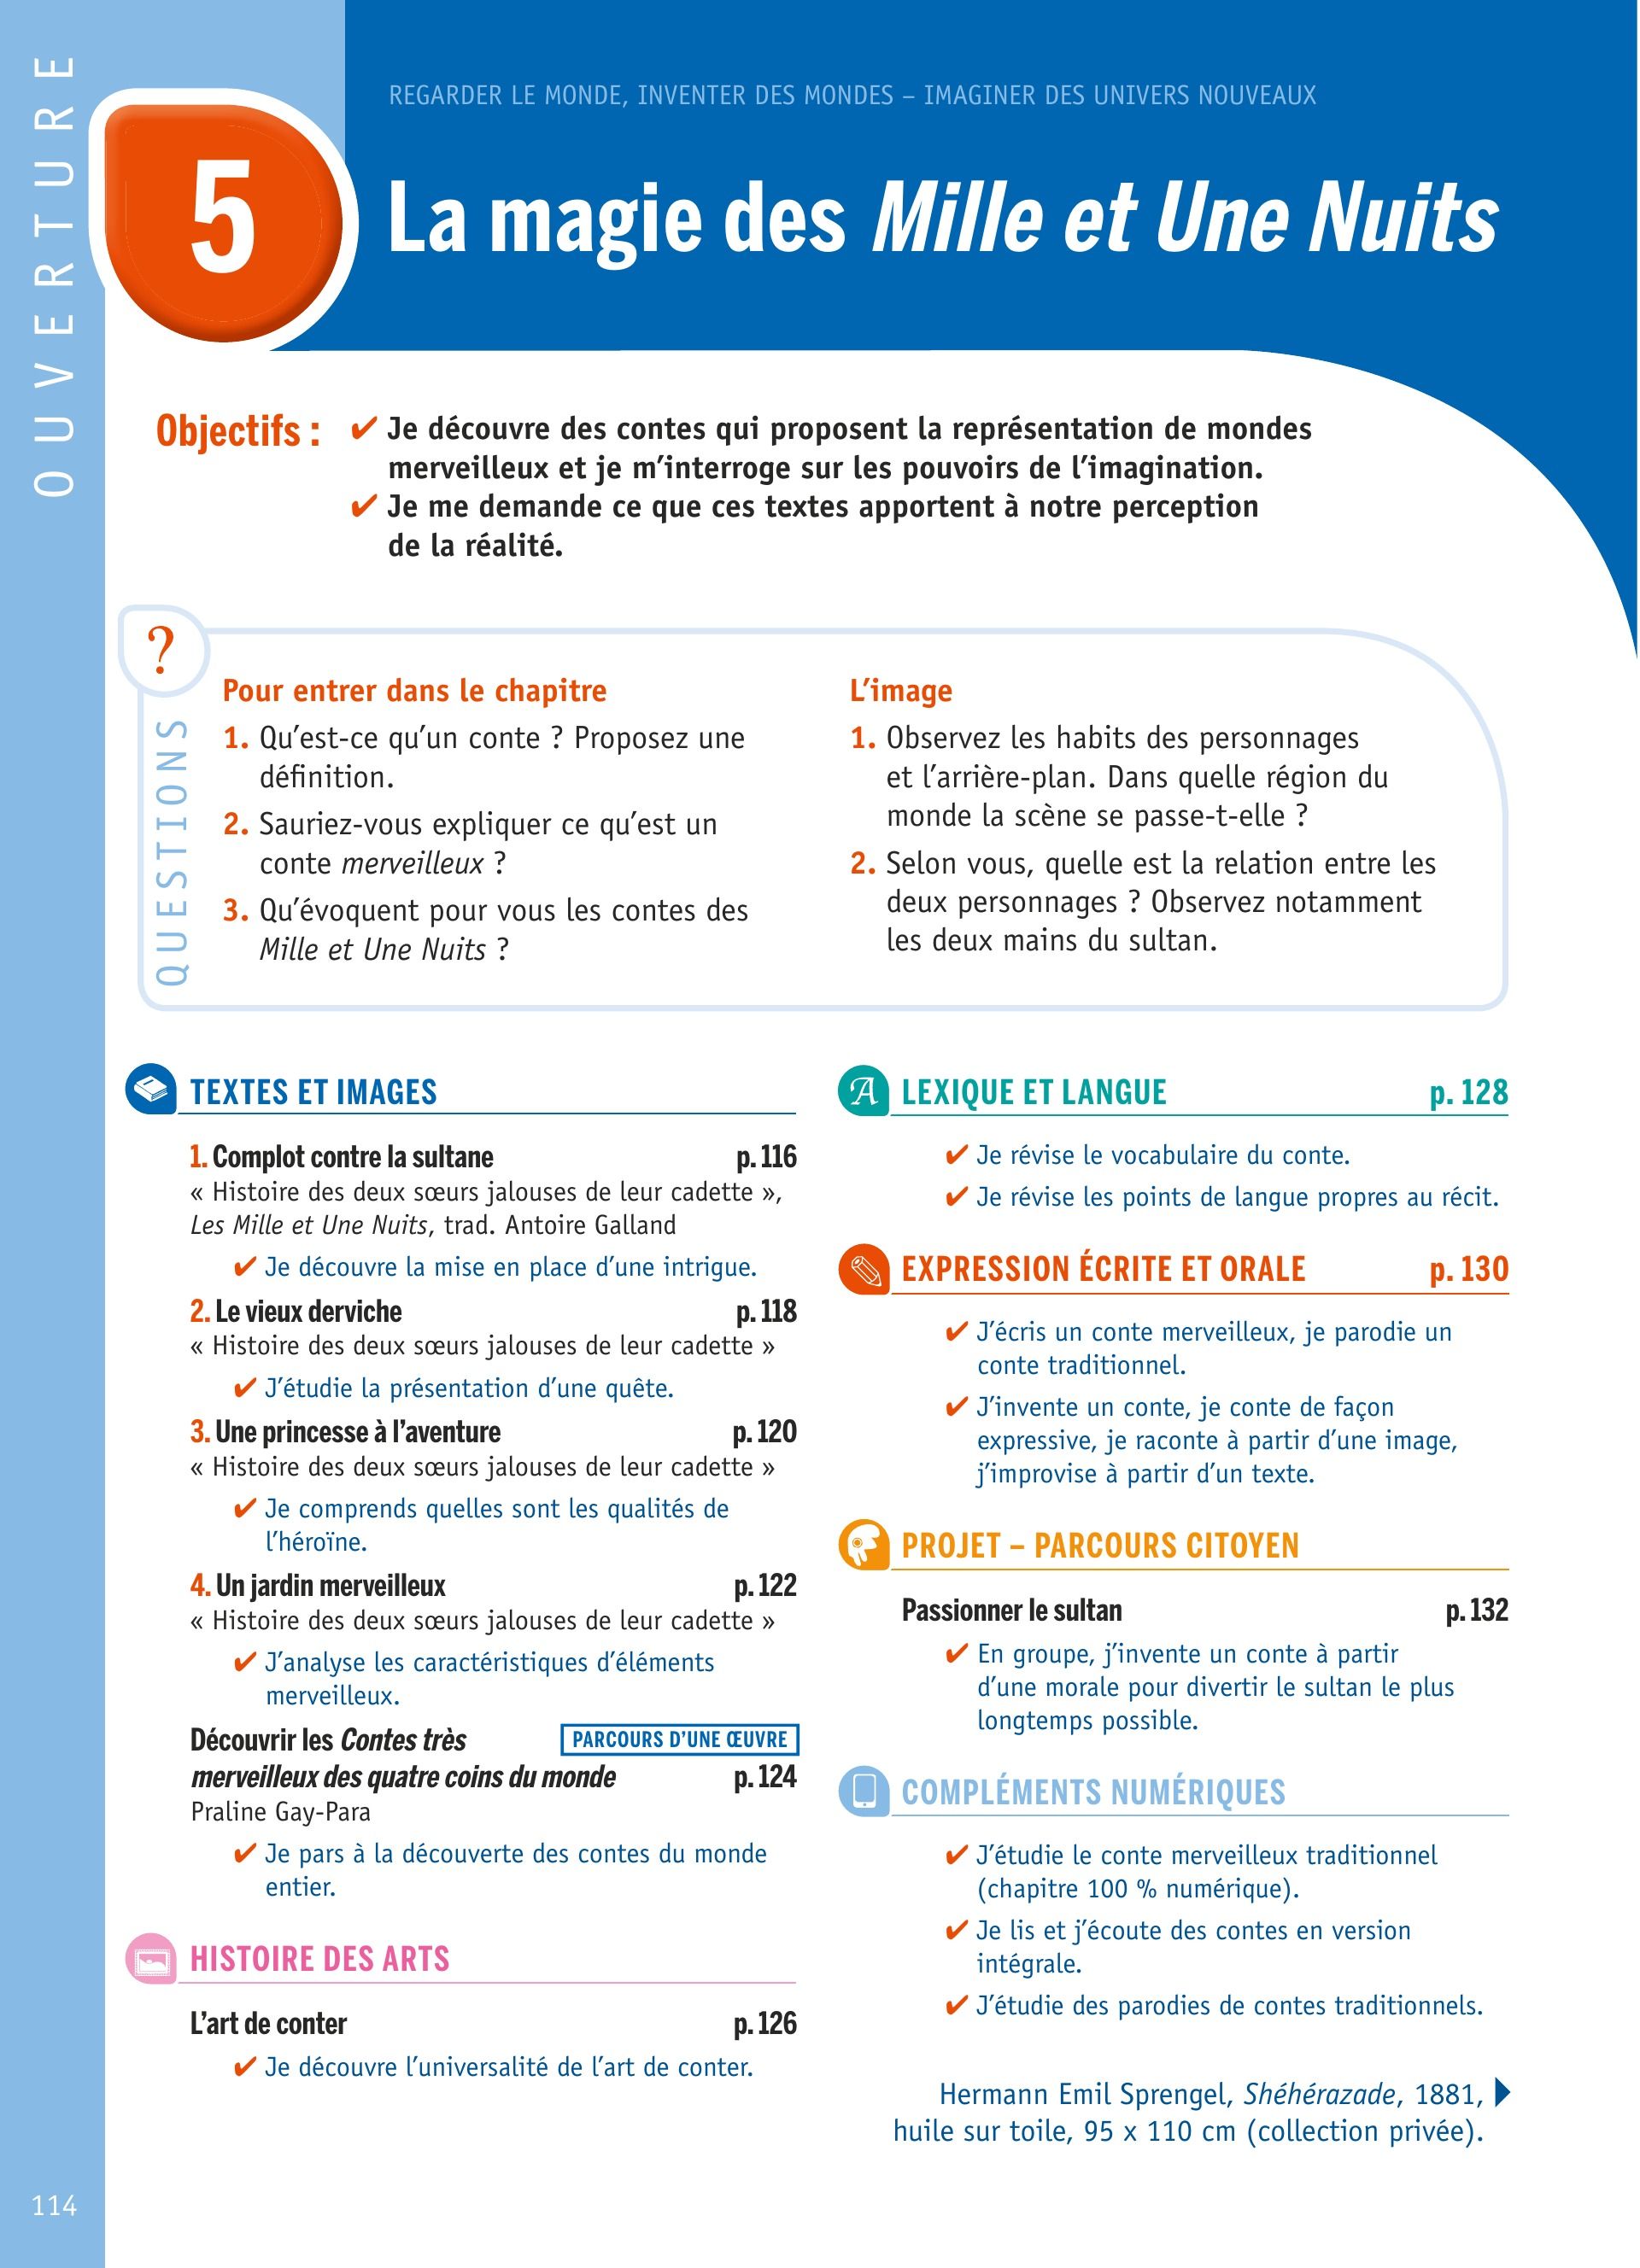 OUVERTURE
REGARDER LE MONDE, INVENTER DES MONDES – IMAGINER DES UNIVERS NOUVEAUX
5
La magie des Mille et Une Nuits
Objectifs :
✔ Je découvre des contes qui proposent la représentation de mondes
merveilleux et je m’interroge sur les pouvoirs de l’imagination.
✔ Je me demande ce que ces textes apportent à notre perception
de la réalité.
?
QUESTIONS
Pour entrer dans le chapitre
1. Qu’est-ce qu’un conte ? Proposez une
définition.
2. Sauriez-vous expliquer ce qu’est un
conte merveilleux ?
3. Qu’évoquent pour vous les contes des
Mille et Une Nuits ?
L’image
1. Observez les habits des personnages
et l’arrière-plan. Dans quelle région du
monde la scène se passe-t-elle ?
2. Selon vous, quelle est la relation entre les
deux personnages ? Observez notamment
les deux mains du sultan.
TEXTES ET IMAGES
1. Complot contre la sultane p. 116
« Histoire des deux sœurs jalouses de leur cadette »,
Les Mille et Une Nuits, trad. Antoire Galland
✔ Je découvre la mise en place d’une intrigue.
2. Le vieux derviche p. 118
« Histoire des deux sœurs jalouses de leur cadette »
✔ J’étudie la présentation d’une quête.
3. Une princesse à l’aventure p. 120
« Histoire des deux sœurs jalouses de leur cadette »
✔ Je comprends quelles sont les qualités de
l’héroïne.
4. Un jardin merveilleux p. 122
« Histoire des deux sœurs jalouses de leur cadette »
✔ J’analyse les caractéristiques d’éléments
merveilleux.
Découvrir les Contes très PARCOURS D’UNE ŒUVRE
merveilleux des quatre coins du monde p. 124
Praline Gay-Para
✔ Je pars à la découverte des contes du monde
entier.
HISTOIRE DES ARTS
L’art de conter p. 126
✔ Je découvre l’universalité de l’art de conter.
A LEXIQUE ET LANGUE p. 128
✔ Je révise le vocabulaire du conte.
✔ Je révise les points de langue propres au récit.
EXPRESSION ÉCRITE ET ORALE p. 130
✔ J’écris un conte merveilleux, je parodie un
conte traditionnel.
✔ J’invente un conte, je conte de façon
expressive, je raconte à partir d’une image,
j’improvise à partir d’un texte.
PROJET – PARCOURS CITOYEN
Passionner le sultan p. 132
✔ En groupe, j’invente un conte à partir
d’une morale pour divertir le sultan le plus
longtemps possible.
COMPLÉMENTS NUMÉRIQUES
✔ J’étudie le conte merveilleux traditionnel
(chapitre 100 % numérique).
✔ Je lis et j’écoute des contes en version
intégrale.
✔ J’étudie des parodies de contes traditionnels.
Hermann Emil Sprengel, Shéhérazade, 1881,
huile sur toile, 95 x 110 cm (collection privée).
114